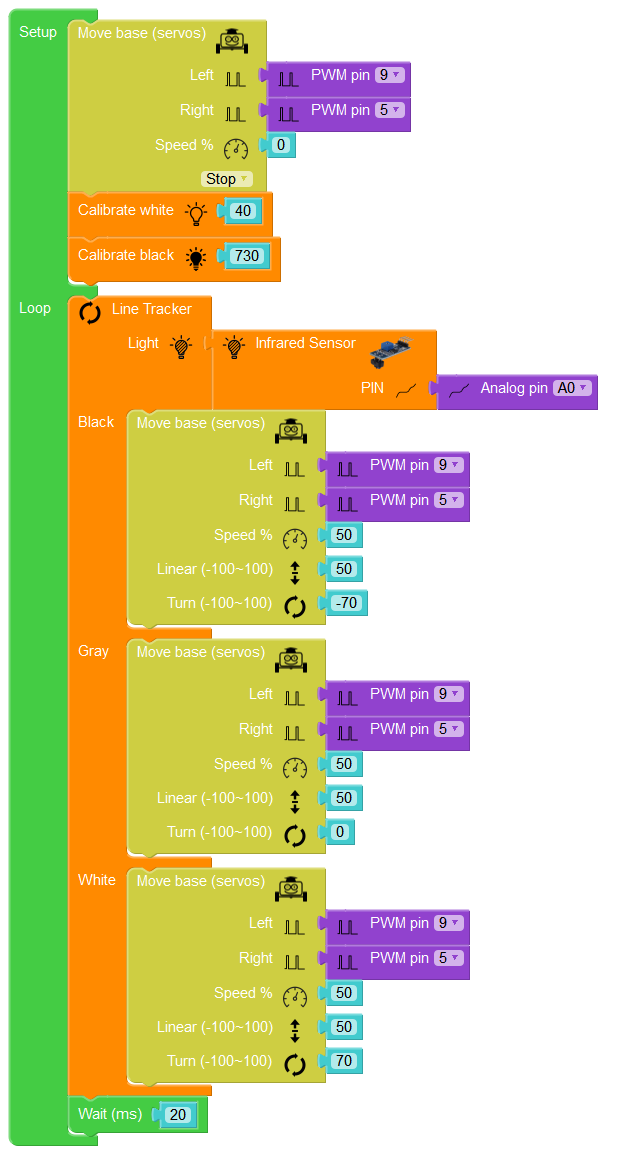 Setup
Move base (servos)
Left PWM pin 9
Right PWM pin 5
Speed % 0
Stop
Calibrate white 40
Calibrate black 730
Loop
Line Tracker
Light Infrared Sensor
PIN Analog pin A0
Black
Move base (servos)
Left PWM pin 9
Right PWM pin 5
Speed % 50
Linear (-100~100) 50
Turn (-100~100) -70
Gray
Move base (servos)
Left PWM pin 9
Right PWM pin 5
Speed % 50
Linear (-100~100) 50
Turn (-100~100) 0
White
Move base (servos)
Left PWM pin 9
Right PWM pin 5
Speed % 50
Linear (-100~100) 50
Turn (-100~100) 70
Wait (ms) 20